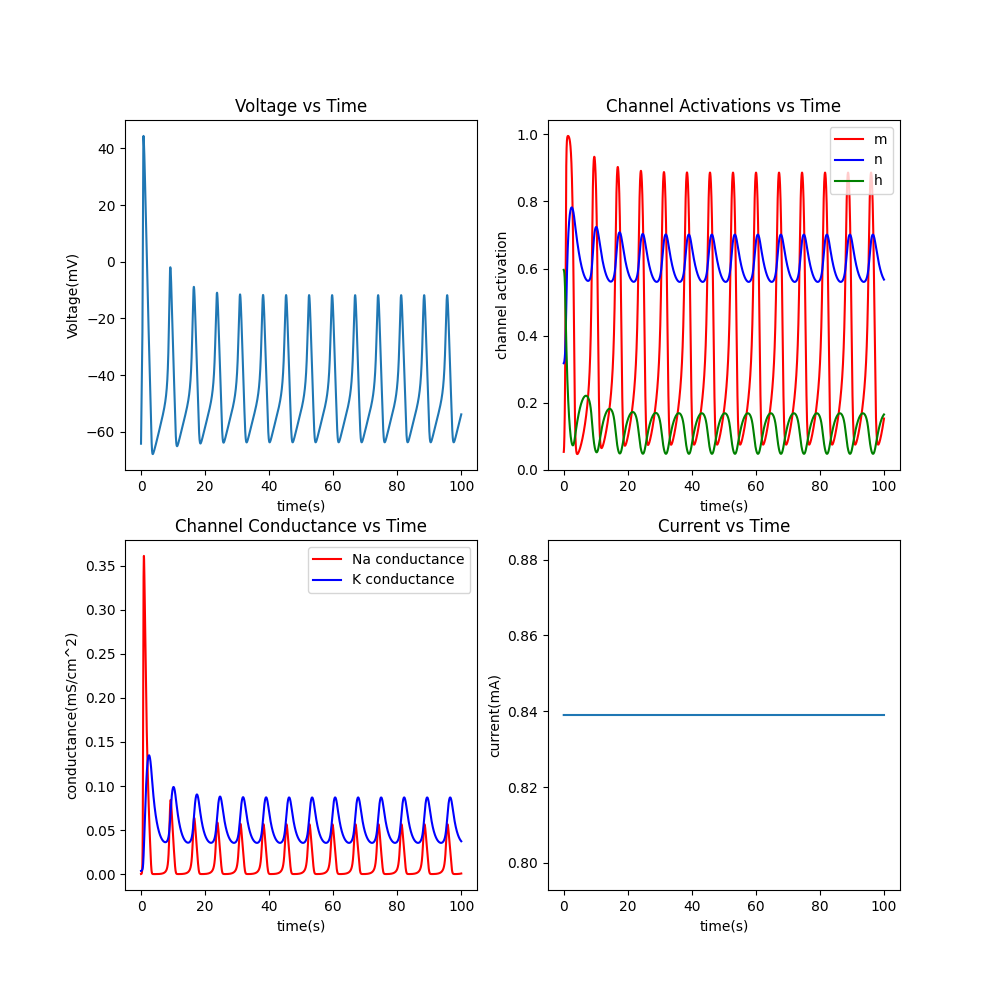 Voltage vs Time
Voltage(mV)
40
20
0
−20
−40
−60
0 20 40 60 80 100
time(s)
Channel Activations vs Time
channel activation
1.0
0.8
0.6
0.4
0.2
0.0
m
n
h
0 20 40 60 80 100
time(s)
Channel Conductance vs Time
conductance(mS/cm^2)
0.35
0.30
0.25
0.20
0.15
0.10
0.05
0.00
Na conductance
K conductance
0 20 40 60 80 100
time(s)
Current vs Time
current(mA)
0.88
0.86
0.84
0.82
0.80
0 20 40 60 80 100
time(s)